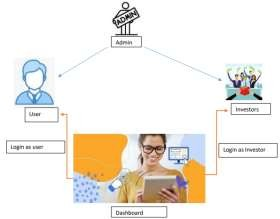 ADMIN
Admin
User
Investors
Login as user
Login as Investor
Dashboard